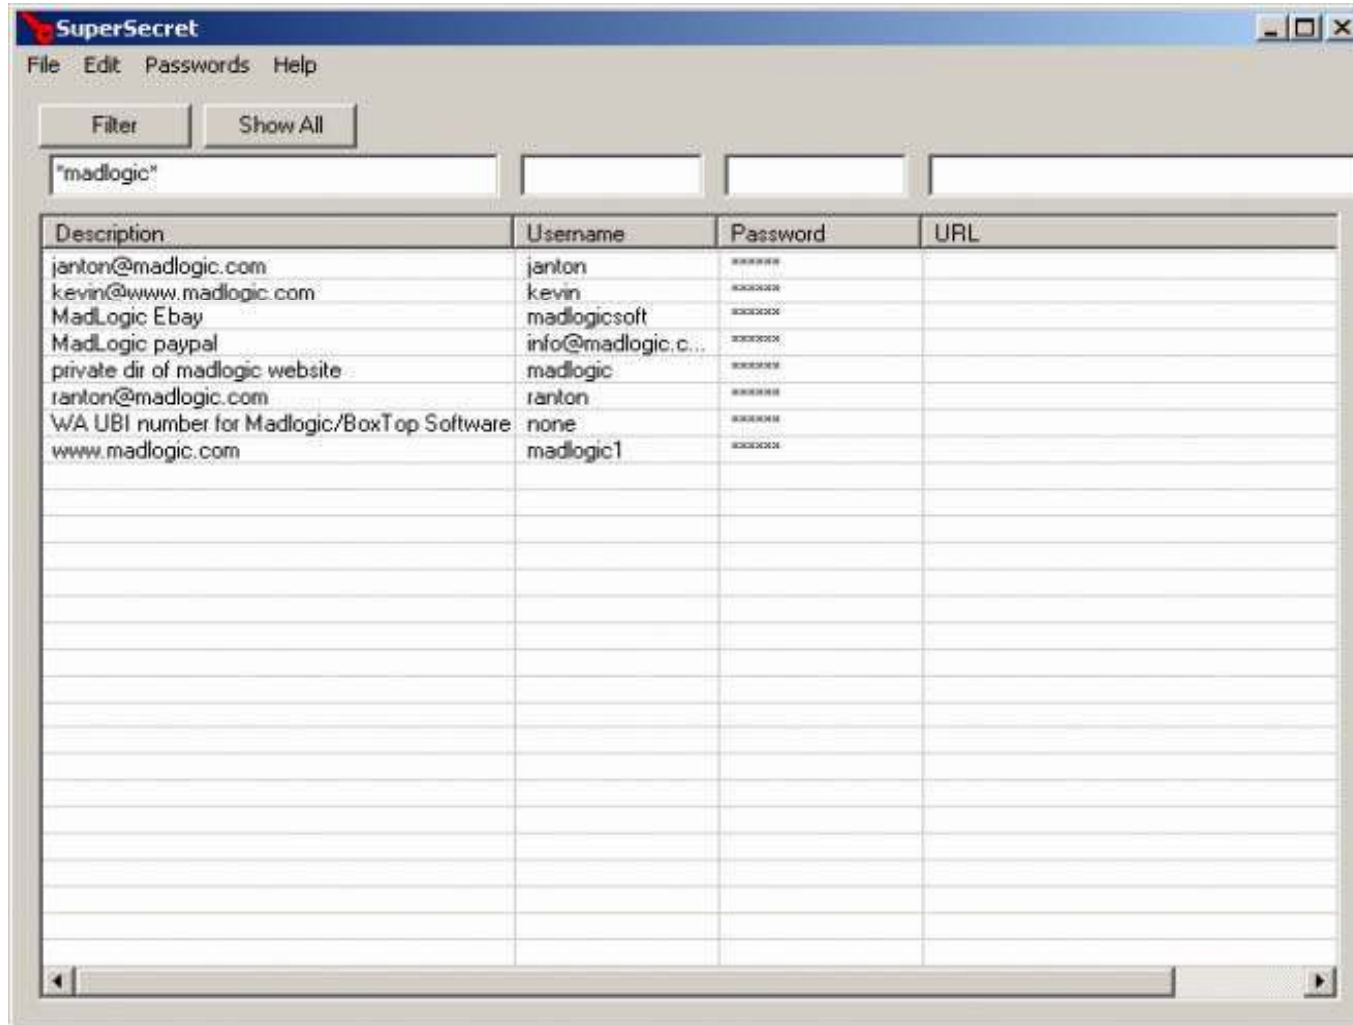 SuperSecret
File Edit Passwords Help
Filter Show All
*madlogic*
Description Username Password URL
janton@madlogic.com janton ******
kevin@www.madlogic.com kevin ******
MadLogic Ebay madlogicsoft ******
MadLogic paypal info@madlogic.c... ******
private dir of madlogic website madlogic ******
ranton@madlogic.com ranton ******
WA UBI number for Madlogic/BoxTop Software none ******
www.madlogic.com madlogic1 ******